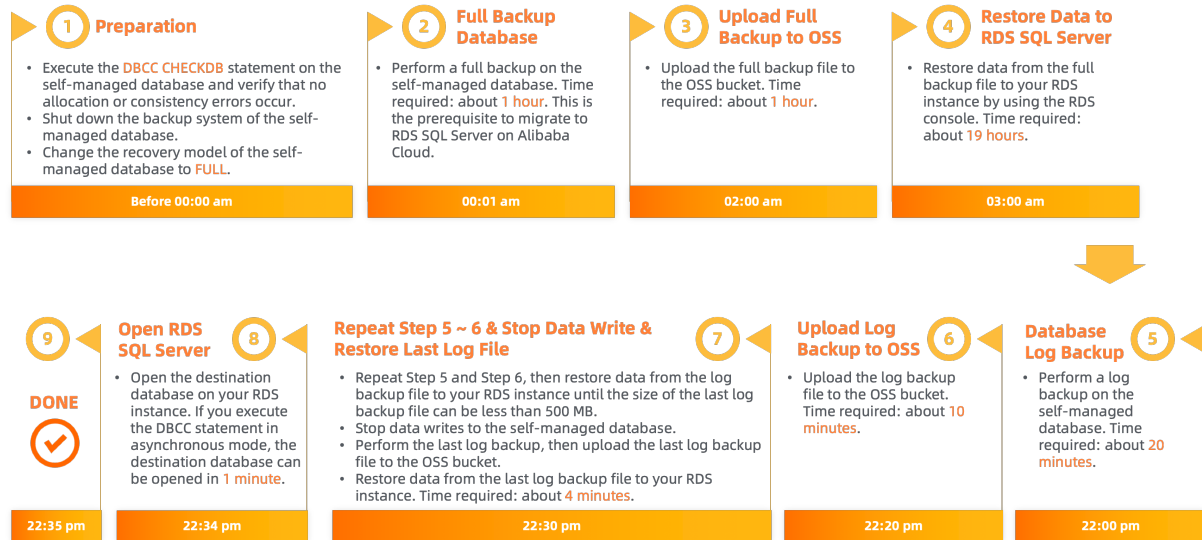 1
Preparation
• Execute the DBCC CHECKDB statement on the
self-managed database and verify that no
allocation or consistency errors occur.
• Shut down the backup system of the self-
managed database.
• Change the recovery model of the self-
managed database to FULL.
Before 00:00 am
2
Full Backup
Database
• Perform a full backup on the
self-managed database. Time
required: about 1 hour. This is
the prerequisite to migrate to
RDS SQL Server on Alibaba
Cloud.
00:01 am
3
Upload Full
Backup to OSS
• Upload the full backup file to
the OSS bucket. Time
required: about 1 hour.
02:00 am
4
Restore Data to
RDS SQL Server
• Restore data from the full
backup file to your RDS
instance by using the RDS
console. Time required:
about 19 hours.
03:00 am
5
Database
Log Backup
• Perform a log
backup on the
self-managed
database. Time
required: about 20
minutes.
22:00 pm
6
Upload Log
Backup to OSS
• Upload the log backup
file to the OSS bucket.
Time required: about 10
minutes.
22:20 pm
7
Repeat Step 5 ~ 6 & Stop Data Write &
Restore Last Log File
• Repeat Step 5 and Step 6, then restore data from the log
backup file to your RDS instance until the size of the last log
backup file can be less than 500 MB.
• Stop data writes to the self-managed database.
• Perform the last log backup, then upload the last log backup
file to the OSS bucket.
• Restore data from the last log backup file to your RDS
instance. Time required: about 4 minutes.
22:30 pm
8
Open RDS
SQL Server
• Open the destination
database on your RDS
instance. If you execute
the DBCC statement in
asynchronous mode, the
destination database can
be opened in 1 minute.
22:34 pm
9
DONE
22:35 pm